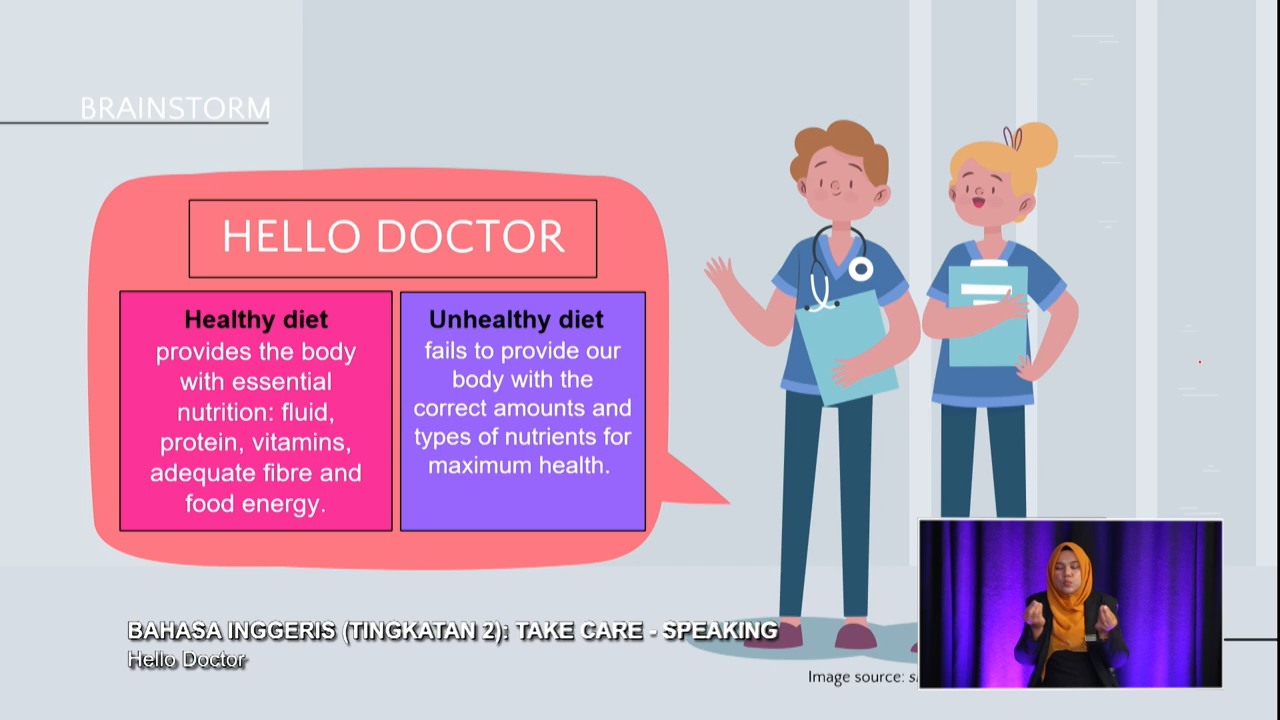 BRAINSTORM
HELLO DOCTOR
Healthy diet
provides the body
with essential
nutrition: fluid,
protein, vitamins,
adequate fibre and
food energy.
Unhealthy diet
fails to provide our
body with the
correct amounts and
types of nutrients for
maximum health.
BAHASA INGGERIS (TINGKATAN 2): TAKE CARE - SPEAKING
Hello Doctor
Image source: